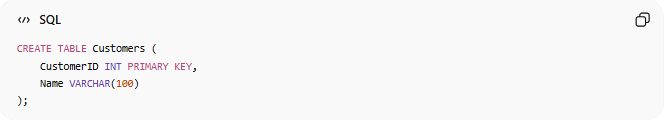 SQL
CREATE TABLE Customers (
    CustomerID INT PRIMARY KEY,
    Name VARCHAR(100)
);